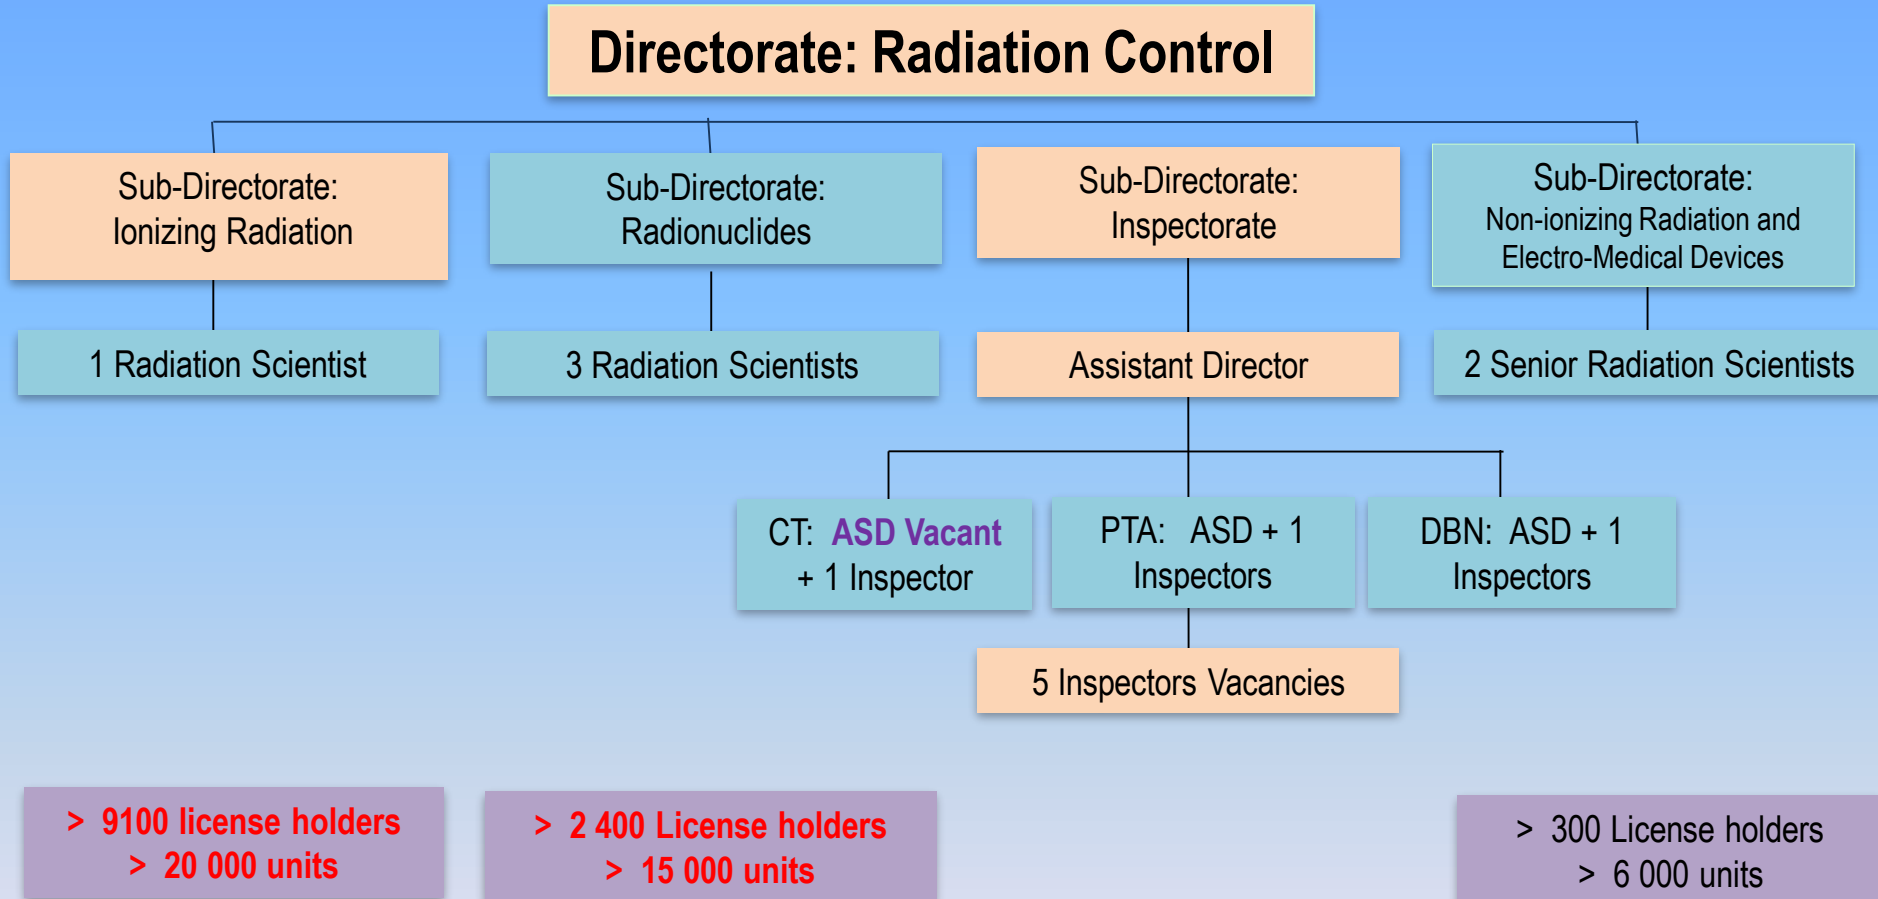 Directorate: Radiation Control
Sub-Directorate:
Ionizing Radiation
Sub-Directorate:
Radionuclides
Sub-Directorate:
Inspectorate
Sub-Directorate:
Non-ionizing Radiation and
Electro-Medical Devices
1 Radiation Scientist
3 Radiation Scientists
Assistant Director
2 Senior Radiation Scientists
CT: ASD Vacant
+ 1 Inspector
PTA: ASD + 1
Inspectors
DBN: ASD + 1
Inspectors
5 Inspectors Vacancies
> 9100 license holders
> 20 000 units
> 2 400 License holders
> 15 000 units
> 300 License holders
> 6 000 units